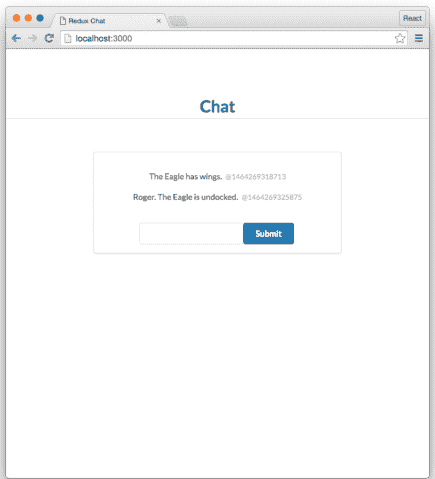 Redux Chat
React
localhost:3000
Chat
The Eagle has wings. @1464269318713
Roger. The Eagle is undocked. @1464269325875
Submit